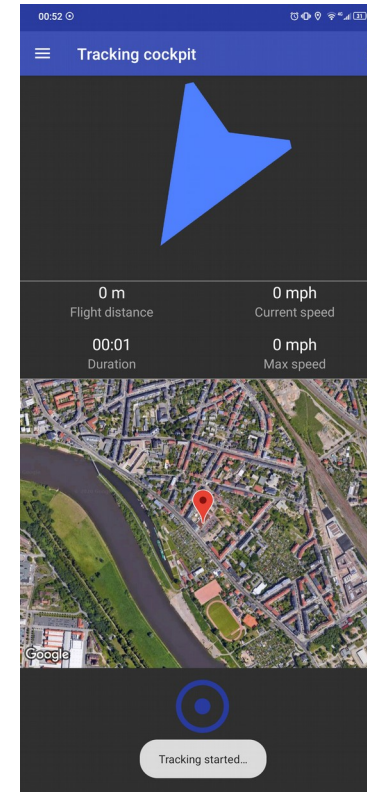 00:52
31
Tracking cockpit
0 m
0 mph
Flight distance
Current speed
00:01
0 mph
Duration
Max speed
Google
Tracking started...